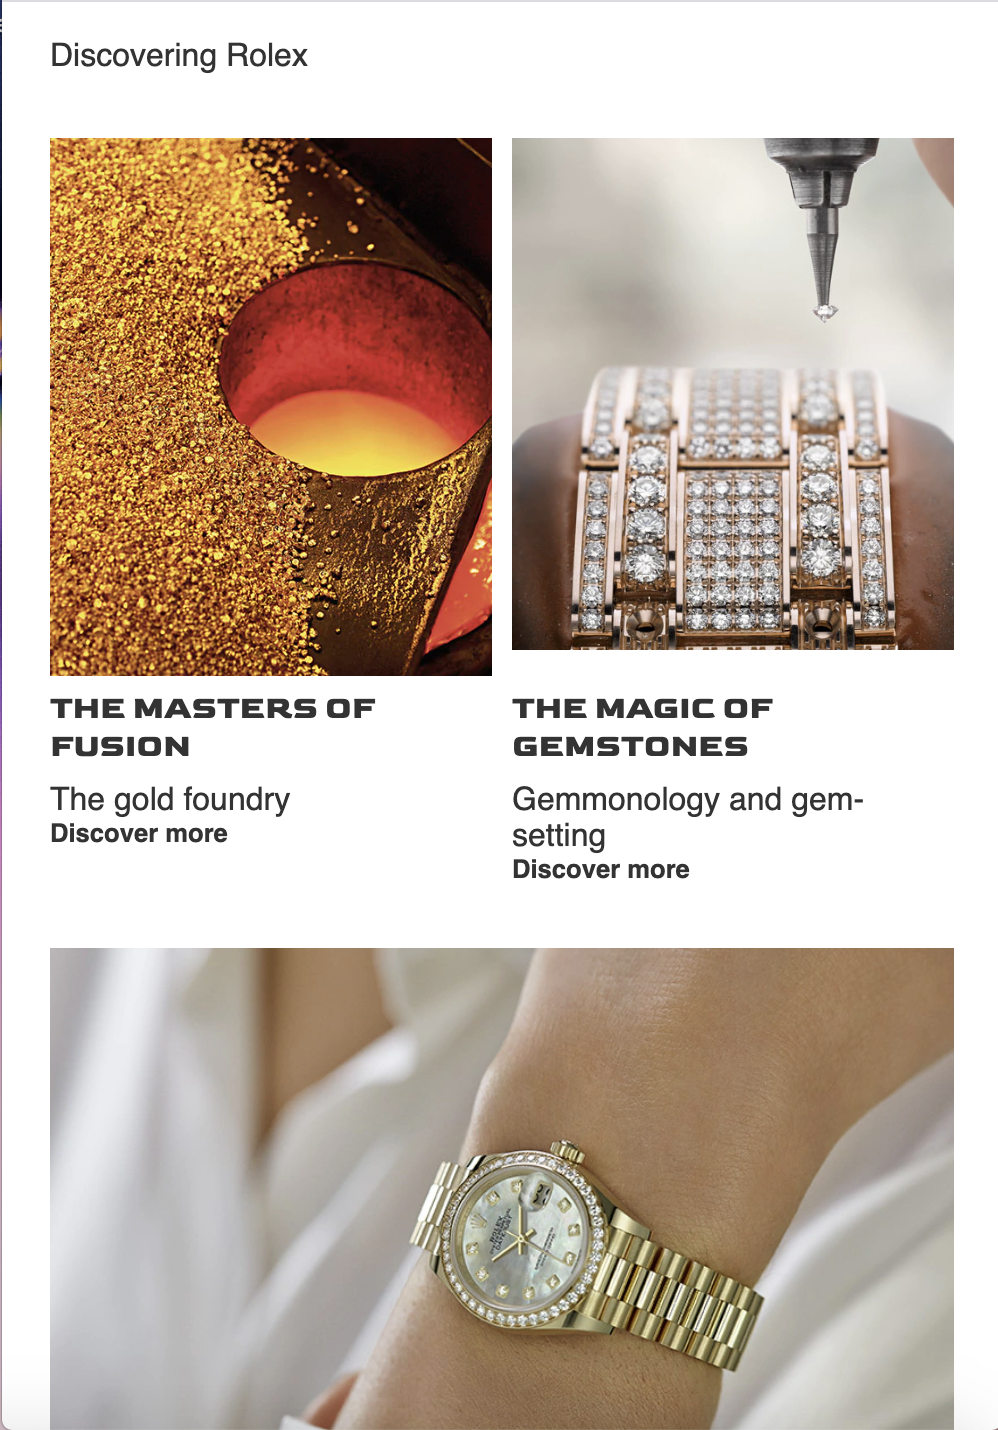 Discovering Rolex
THE MASTERS OF
FUSION
The gold foundry
Discover more
THE MAGIC OF
GEMSTONES
Gemmonology and gem-
setting
Discover more
ROLEX